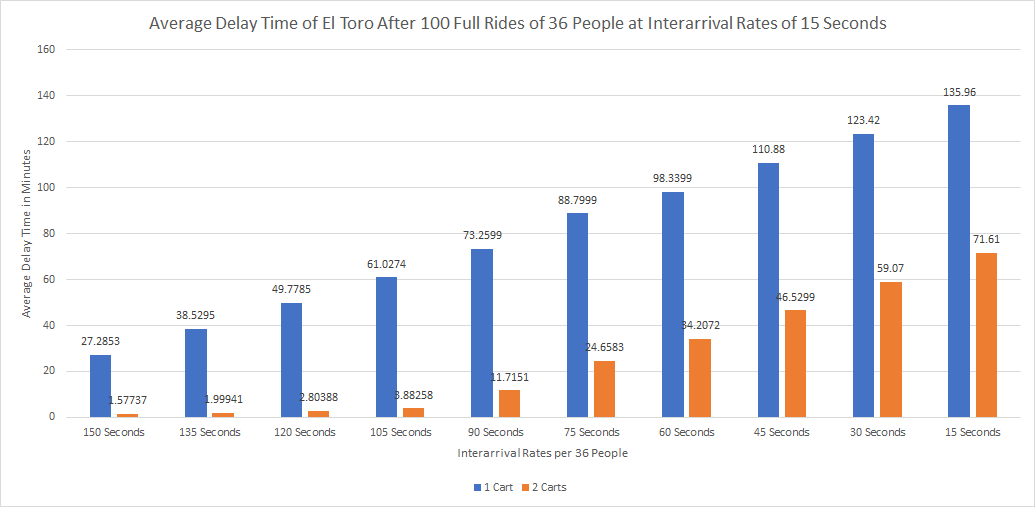 Average Delay Time of El Toro After 100 Full Rides of 36 People at Interarrival Rates of 15 Seconds
160
140
120
100
80
60
40
20
0
Average Delay Time in Minutes
27.2853
1.57737
38.5295
1.99941
49.7785
2.80388
61.0274
3.88258
73.2599
11.7151
88.7999
24.6583
98.3399
34.2072
110.88
46.5299
123.42
59.07
135.96
71.61
150 Seconds
135 Seconds
120 Seconds
105 Seconds
90 Seconds
75 Seconds
60 Seconds
45 Seconds
30 Seconds
15 Seconds
Interarrival Rates per 36 People
1 Cart
2 Carts